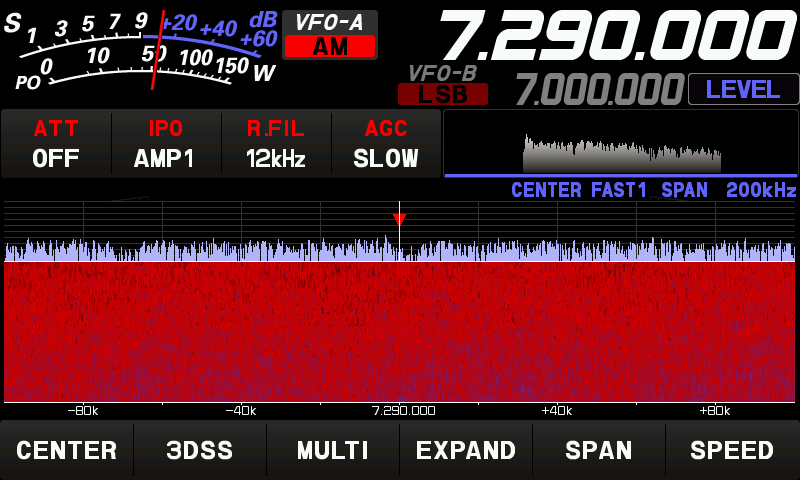 S 1 3 5 7 9 +20 +40 +60 dB
PO 0 10 50 100 150 W
VFO-A
AM
7.290.000
VFO-B
LSB
7.000.000
LEVEL
ATT IPO R.FIL AGC
OFF AMP1 12kHz SLOW
CENTER FAST1 SPAN 200kHz
-80k -40k 7.290.000 +40k +80k
CENTER 3DSS MULTI EXPAND SPAN SPEED